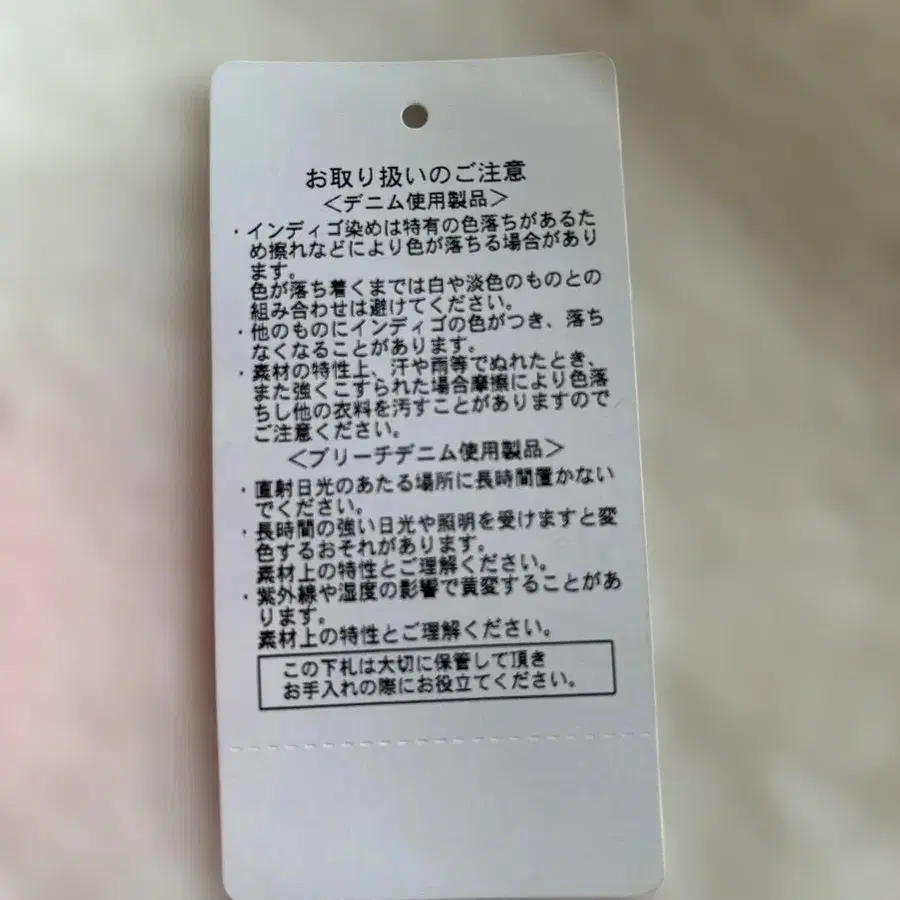 お取り扱いのご注意
＜デニム使用製品＞
・インディゴ染めは特有の色落ちがあるた
め擦れなどにより色が落ちる場合があり
ます。
色が落ち着くまでは白や淡色のものとの
組み合わせは避けてください。
・他のものにインディゴの色がつき、落ち
なくなることがあります。
・素材の特性上、汗や雨等でぬれたとき、
また強くこすられた場合摩擦により色落
ちし他の衣料を汚すことがありますので
ご注意ください。
＜ブリーチデニム使用製品＞
・直射日光のあたる場所に長時間置かない
でください。
・長時間の強い日光や照明を受けますと変
色するおそれがあります。
素材上の特性とご理解ください。
・紫外線や湿度の影響で黄変することがあ
ります。
素材上の特性とご理解ください。
この下札は大切に保管して頂き
お手入れの際にお役立てください。